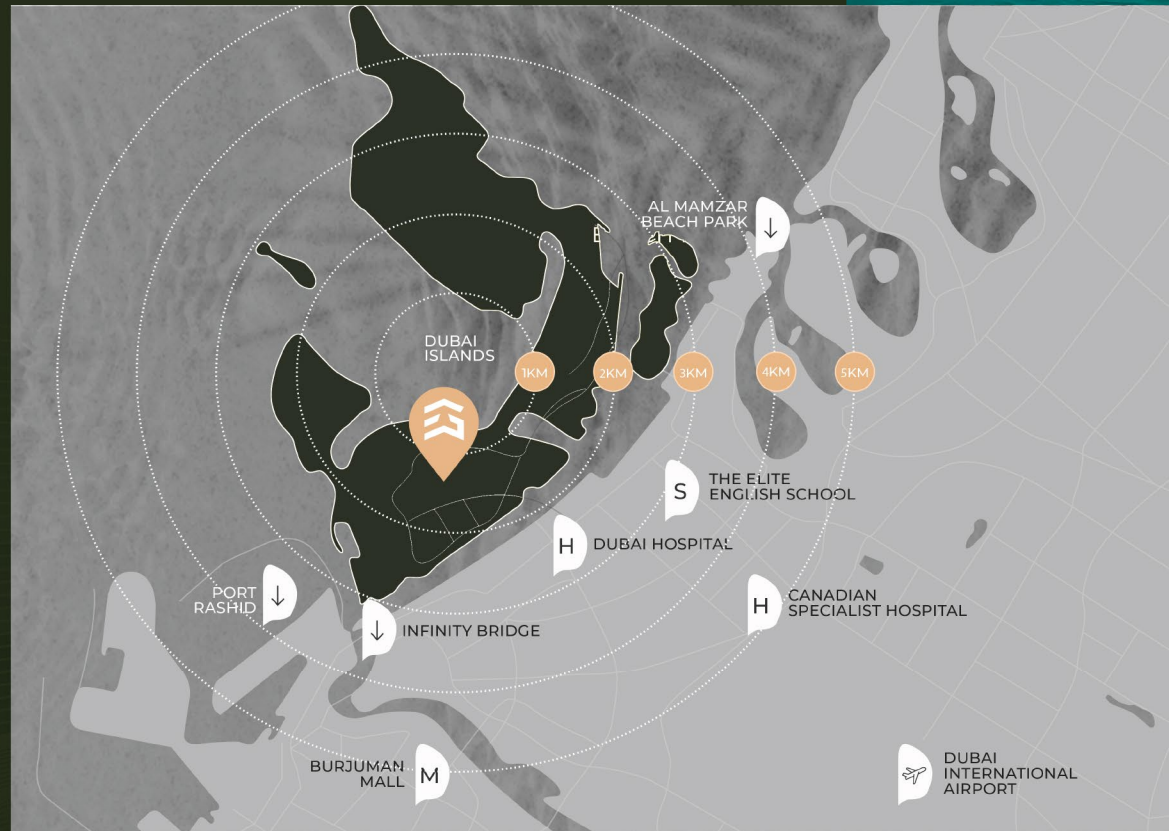 AL MAMZAR
BEACH PARK
DUBAI
ISLANDS
1KM
2KM
3KM
4KM
5KM
S
THE ELITE
ENGLISH SCHOOL
H
DUBAI HOSPITAL
PORT
RASHID
H
CANADIAN
SPECIALIST HOSPITAL
INFINITY BRIDGE
BURJUMAN
MALL
M
DUBAI
INTERNATIONAL
AIRPORT